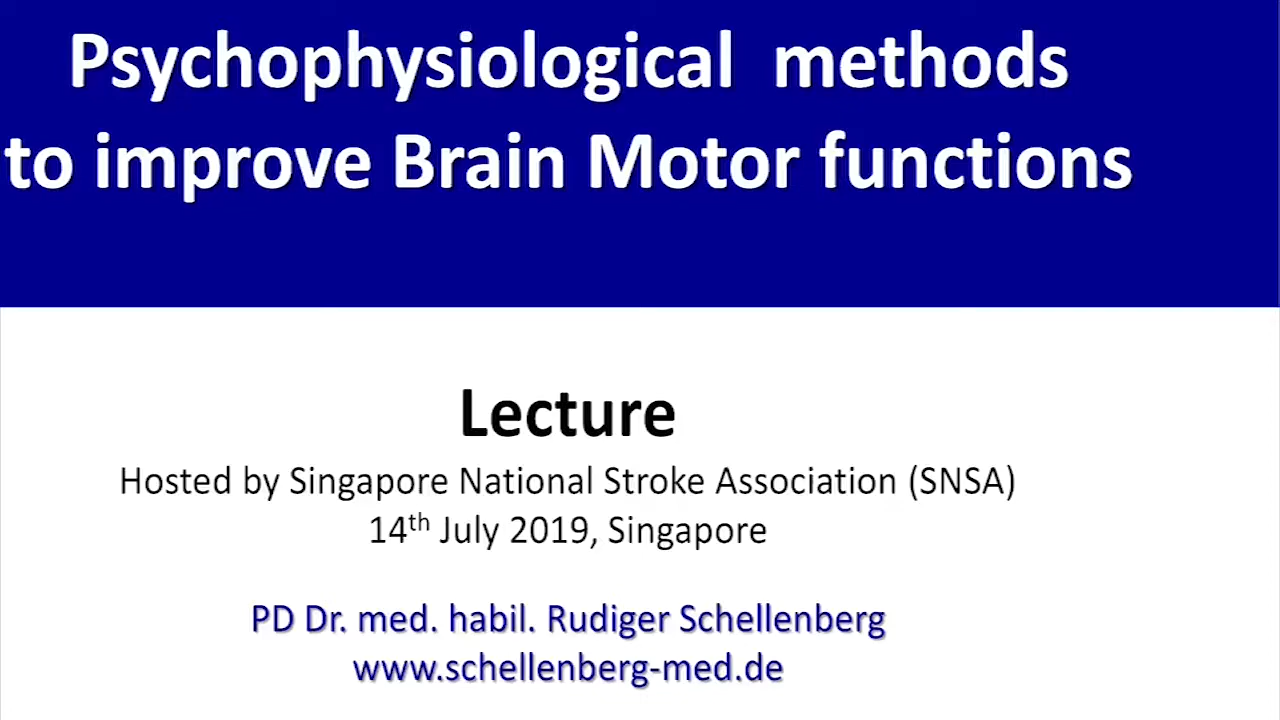 Psychophysiological methods
to improve Brain Motor functions
Lecture
Hosted by Singapore National Stroke Association (SNSA)
14th July 2019, Singapore
PD Dr. med. habil. Rudiger Schellenberg
www.schellenberg-med.de